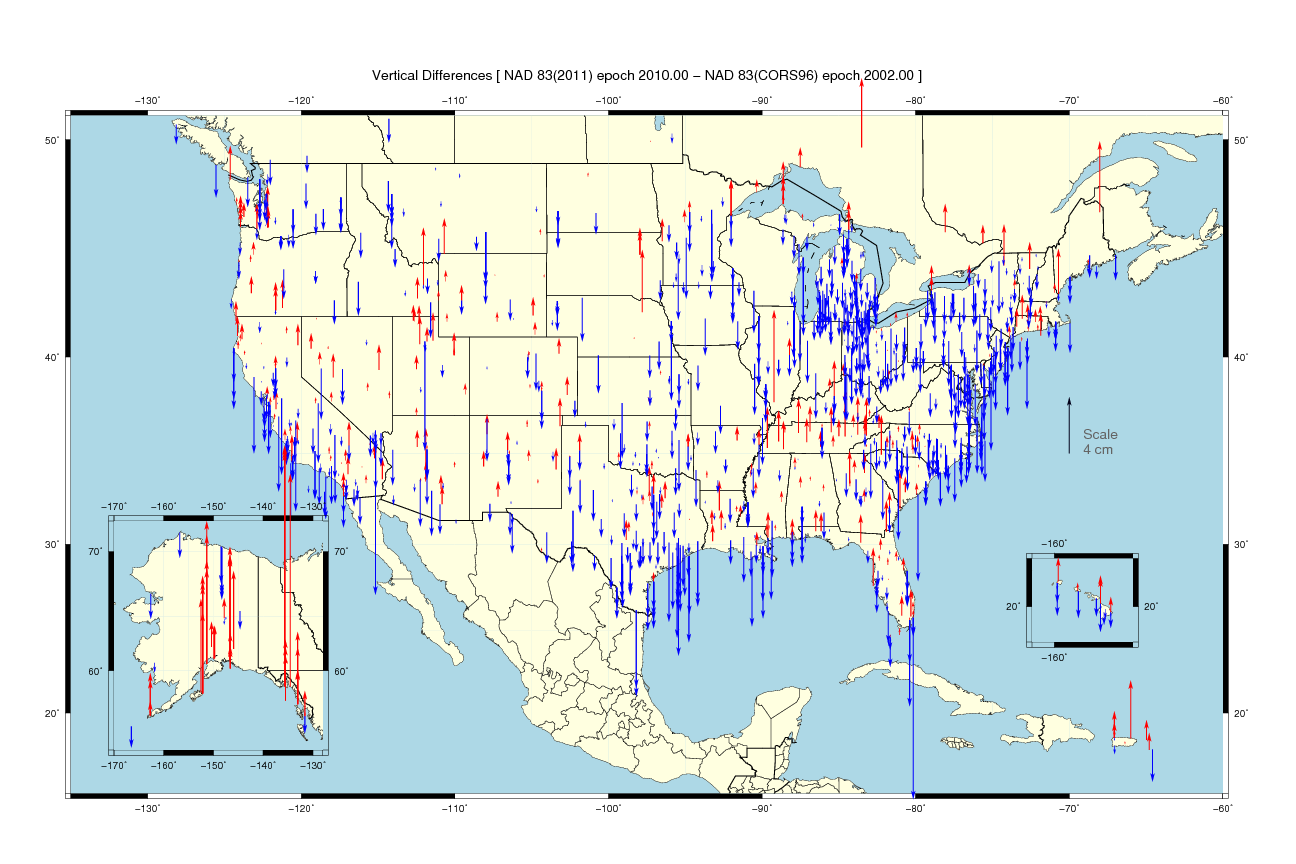 Vertical Differences [ NAD 83(2011) epoch 2010.00 − NAD 83(CORS96) epoch 2002.00 ]
−130˚ −120˚ −110˚ −100˚ −90˚ −80˚ −70˚ −60˚
50˚ 50˚
40˚ 40˚
Scale
4 cm
−170˚ −160˚ −150˚ −140˚ −130˚
30˚ 30˚
−160˚
70˚ 70˚
20˚ 20˚
−160˚
60˚ 60˚
20˚ 20˚
−170˚ −160˚ −150˚ −140˚ −130˚
−130˚ −120˚ −110˚ −100˚ −90˚ −80˚ −70˚ −60˚